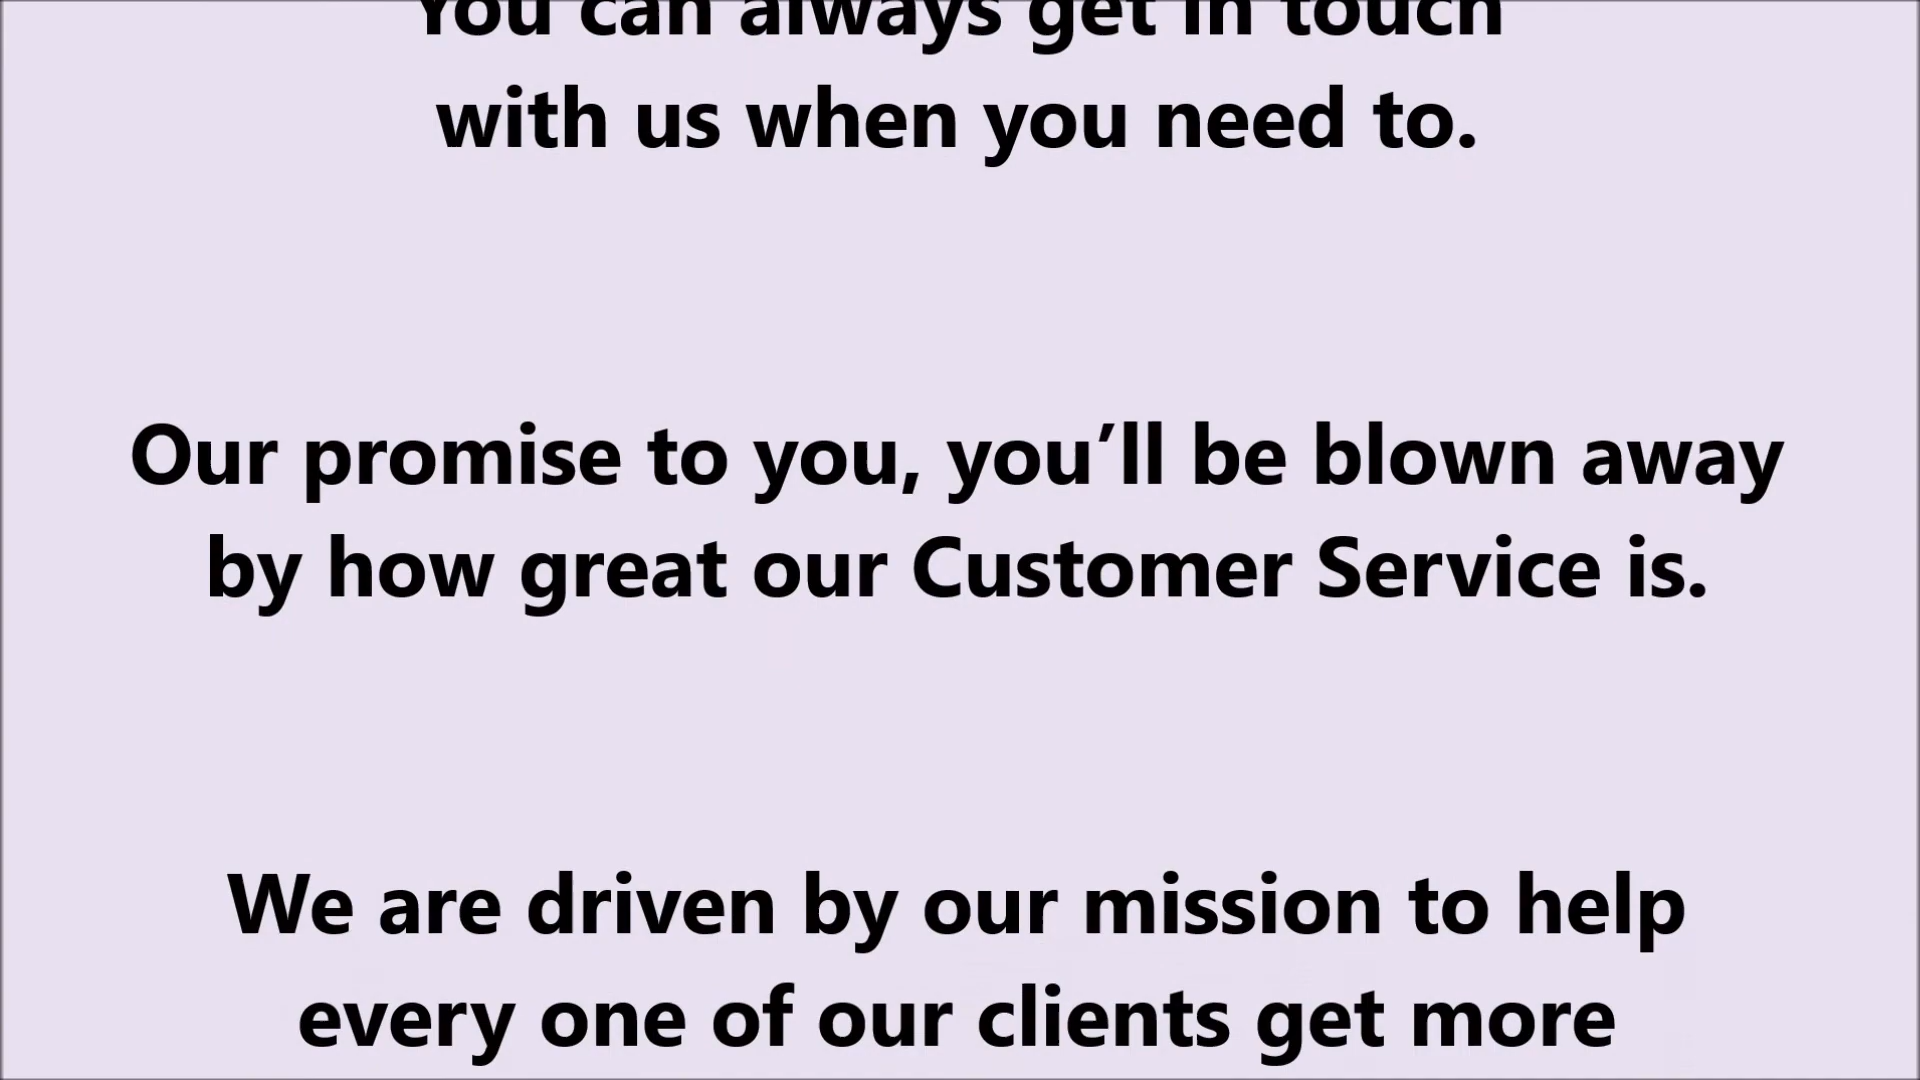 You can always get in touch
with us when you need to.
Our promise to you, you’ll be blown away
by how great our Customer Service is.
We are driven by our mission to help
every one of our clients get more